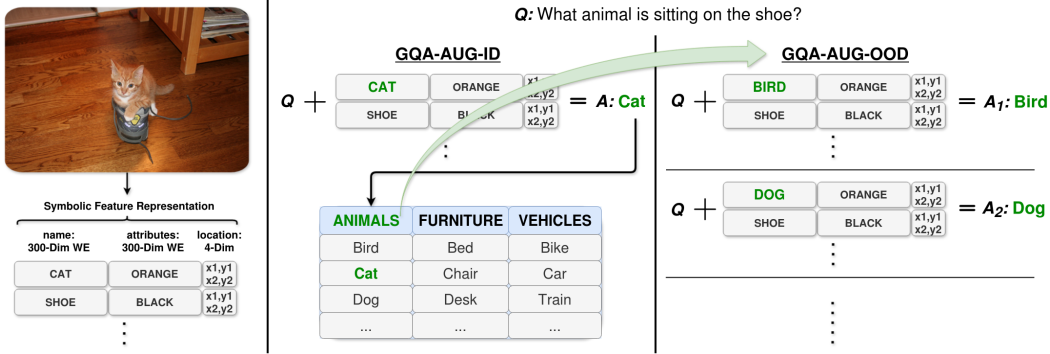 Symbolic Feature Representation
name:
300-Dim WE
attributes:
300-Dim WE
location:
4-Dim
CAT
ORANGE
x1,y1
x2,y2
SHOE
BLACK
x1,y1
x2,y2
Q: What animal is sitting on the shoe?
GQA-AUG-ID
Q +
CAT
ORANGE
x1,y1
x2,y2
SHOE
BLACK
x1,y1
x2,y2
= A: Cat
ANIMALS FURNITURE VEHICLES
Bird Bed Bike
Cat Chair Car
Dog Desk Train
... ... ...
GQA-AUG-OOD
Q +
BIRD
ORANGE
x1,y1
x2,y2
SHOE
BLACK
x1,y1
x2,y2
= A1: Bird
Q +
DOG
ORANGE
x1,y1
x2,y2
SHOE
BLACK
x1,y1
x2,y2
= A2: Dog